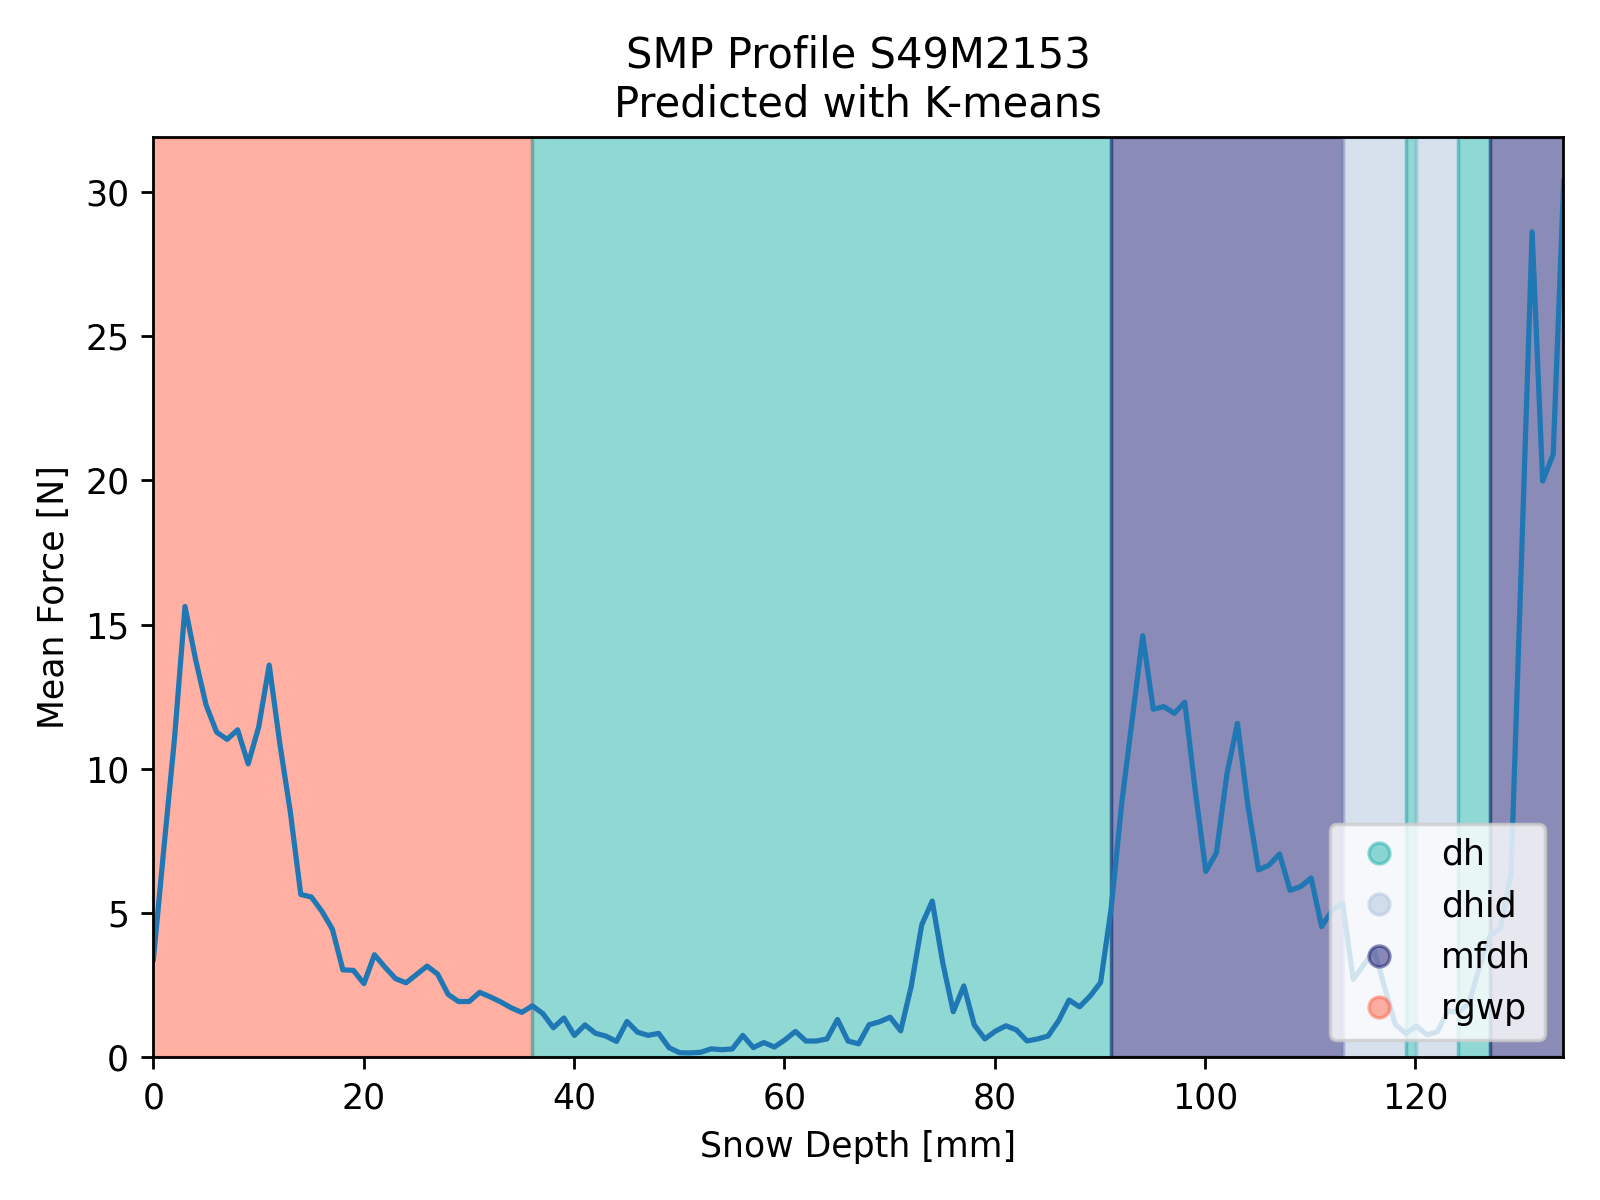 SMP Profile S49M2153
Predicted with K-means
Mean Force [N]
30
25
20
15
10
5
0
0 20 40 60 80 100 120
Snow Depth [mm]
dh
dhid
mfdh
rgwp